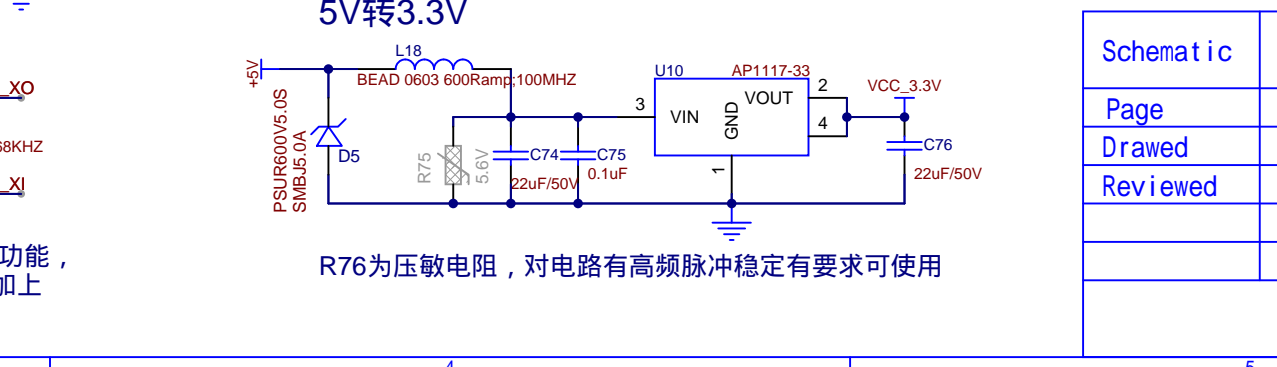 5V转3.3V
+5V
L18
BEAD 0603 600Ramp;100MHZ
_XO
68KHZ
_XI
PSUR600V5.0S
SMBJ5.0A
D5
R75
5.6V
C74
22uF/50V
C75
0.1uF
U10
AP1117-33
3
VIN
GND
VOUT
1
2
4
VCC_3.3V
C76
22uF/50V
功能，
加上
R76为压敏电阻，对电路有高频脉冲稳定有要求可使用
Schematic
Page
Drawed
Reviewed
4
5